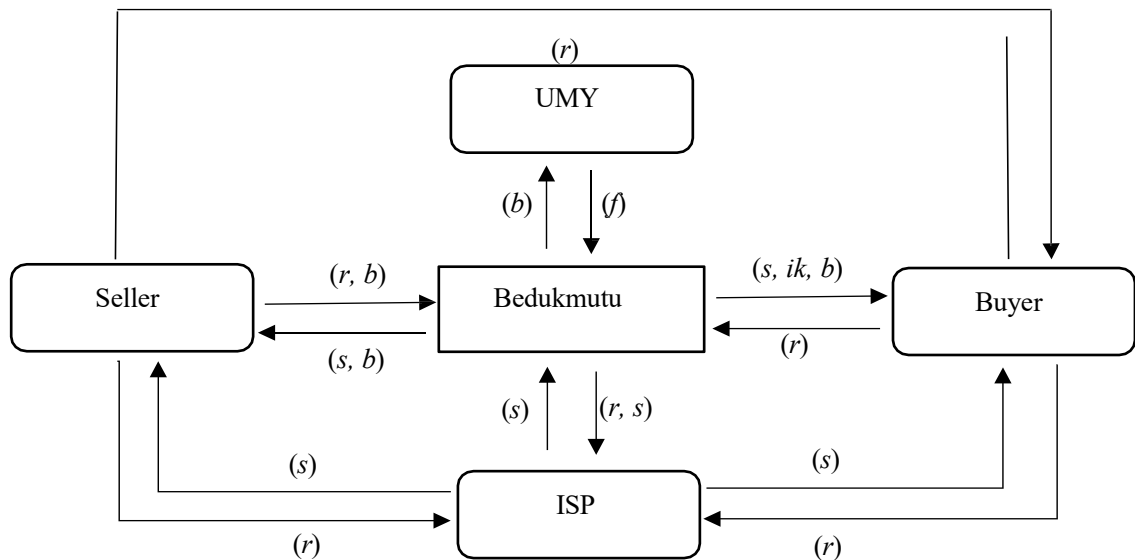 (r)
UMY
(b)
(f)
(r, b)
(s, ik, b)
Seller
Bedukmutu
Buyer
(s, b)
(r)
(s)
(r, s)
(s)
(s)
ISP
(r)
(r)